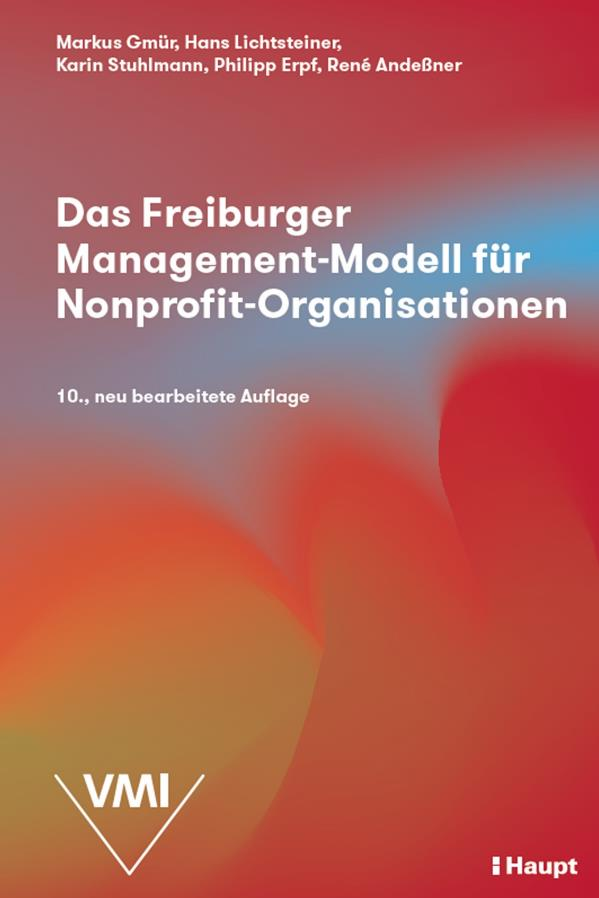 Markus Gmür, Hans Lichtsteiner,
Karin Stuhlmann, Philipp Erpf, René Andeßner
Das Freiburger
Management-Modell für
Nonprofit-Organisationen
10., neu bearbeitete Auflage
VMI
Haupt